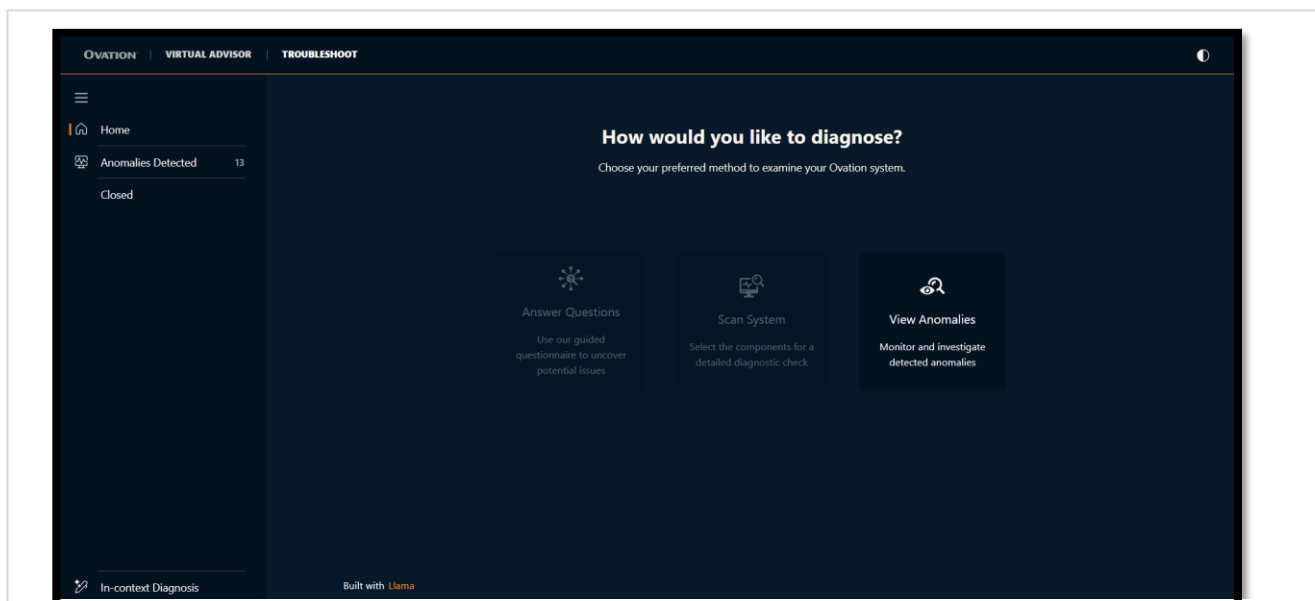 OVATION | VIRTUAL ADVISOR | TROUBLESHOOT
Home
Anomalies Detected 13
Closed
How would you like to diagnose?
Choose your preferred method to examine your Ovation system.
Answer Questions
Use our guided
questionnaire to uncover
potential issues
Scan System
Select the components for a
detailed diagnostic check
View Anomalies
Monitor and investigate
detected anomalies
In-context Diagnosis
Built with Llama